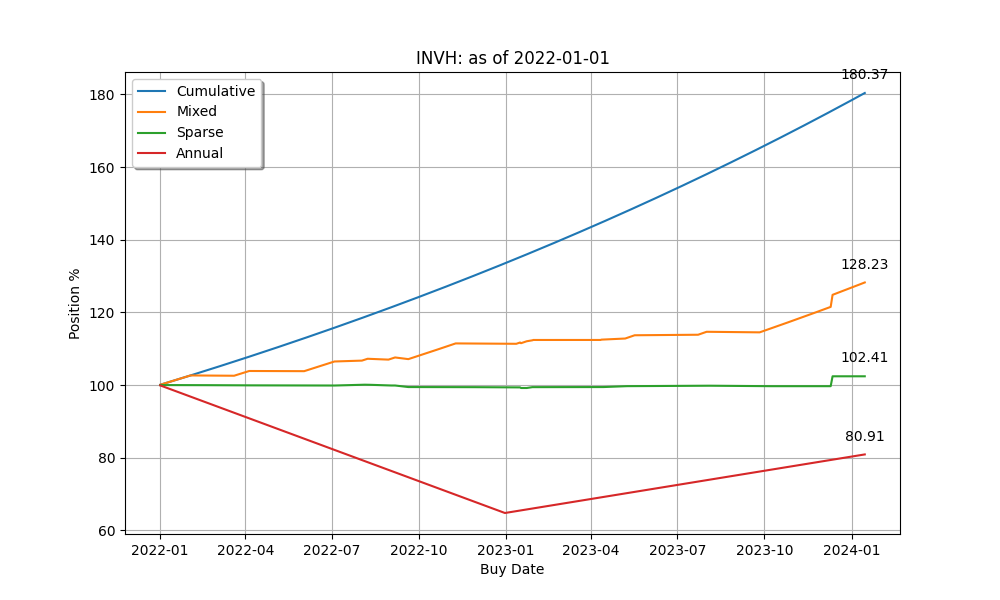 INVH: as of 2022-01-01
180.37
180
Cumulative
Mixed
Sparse
Annual
160
140
128.23
120
102.41
100
80.91
80
60
Position %
2022-01 2022-04 2022-07 2022-10 2023-01 2023-04 2023-07 2023-10 2024-01
Buy Date